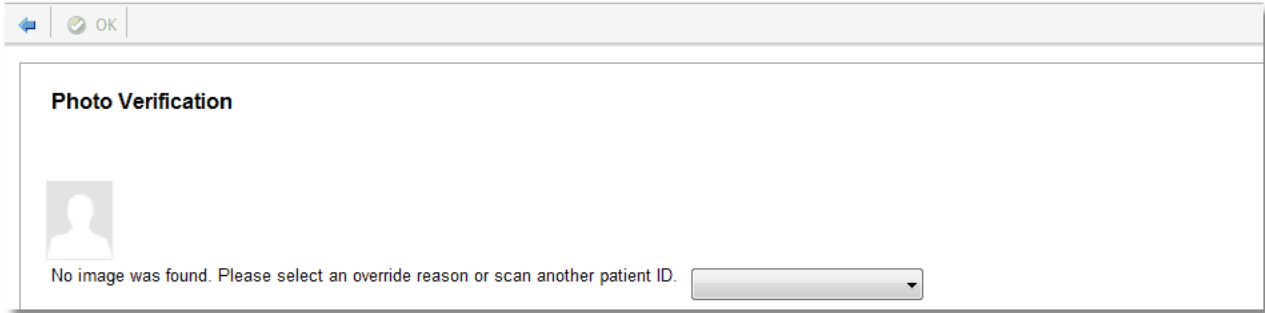 OK
Photo Verification
No image was found. Please select an override reason or scan another patient ID.